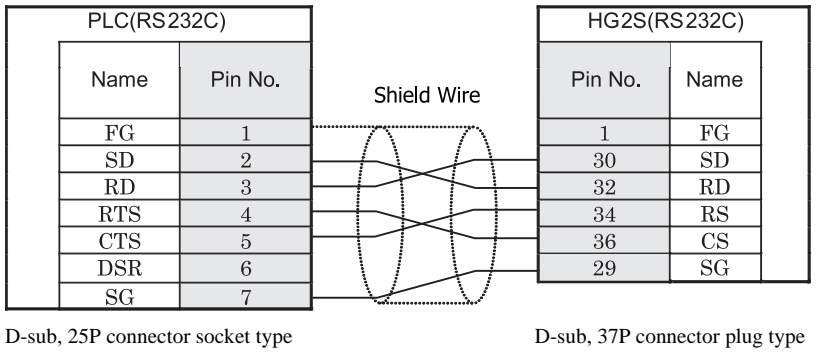 PLC(RS232C) HG2S(RS232C)
Name Pin No. Shield Wire Pin No. Name
FG 1 1 FG
SD 2 30 SD
RD 3 32 RD
RTS 4 34 RS
CTS 5 36 CS
DSR 6 29 SG
SG 7
D-sub, 25P connector socket type D-sub, 37P connector plug type